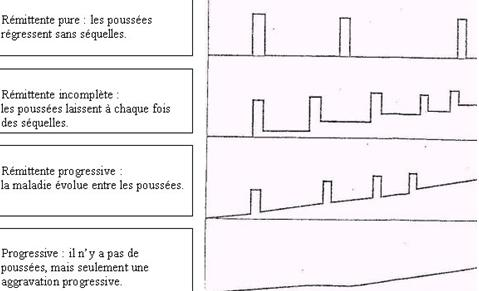 Rémittente pure : les poussées
régressent sans séquelles.
Rémittente incomplète :
les poussées laissent à chaque fois
des séquelles.
Rémittente progressive :
la maladie évolue entre les poussées.
Progressive : il n'y a pas de
poussées, mais seulement une
aggravation progressive.